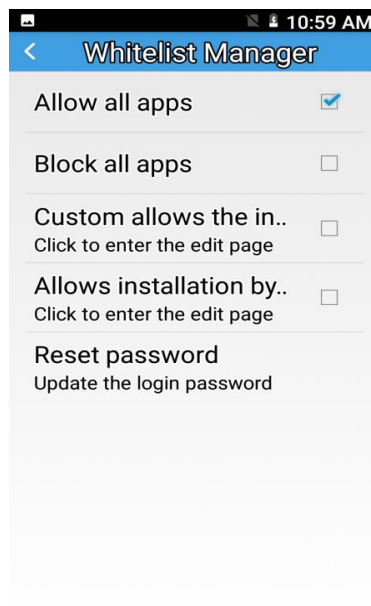 10:59 AM
Whitelist Manager
Allow all apps
Block all apps
Custom allows the in..
Click to enter the edit page
Allows installation by..
Click to enter the edit page
Reset password
Update the login password